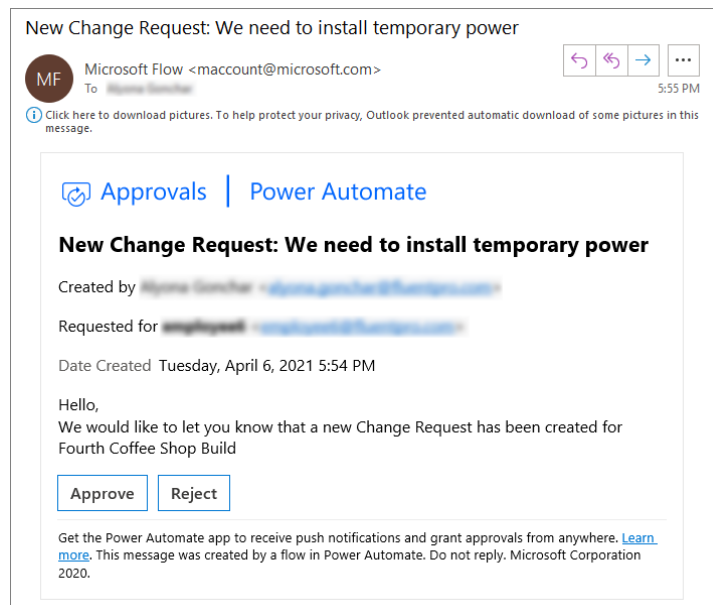 New Change Request: We need to install temporary power
MF
Microsoft Flow <maccount@microsoft.com>
To
5:55 PM
Click here to download pictures. To help protect your privacy, Outlook prevented automatic download of some pictures in this
message.
Approvals | Power Automate
New Change Request: We need to install temporary power
Created by
Requested for
Date Created Tuesday, April 6, 2021 5:54 PM
Hello,
We would like to let you know that a new Change Request has been created for
Fourth Coffee Shop Build
Approve Reject
Get the Power Automate app to receive push notifications and grant approvals from anywhere. Learn
more. This message was created by a flow in Power Automate. Do not reply. Microsoft Corporation
2020.